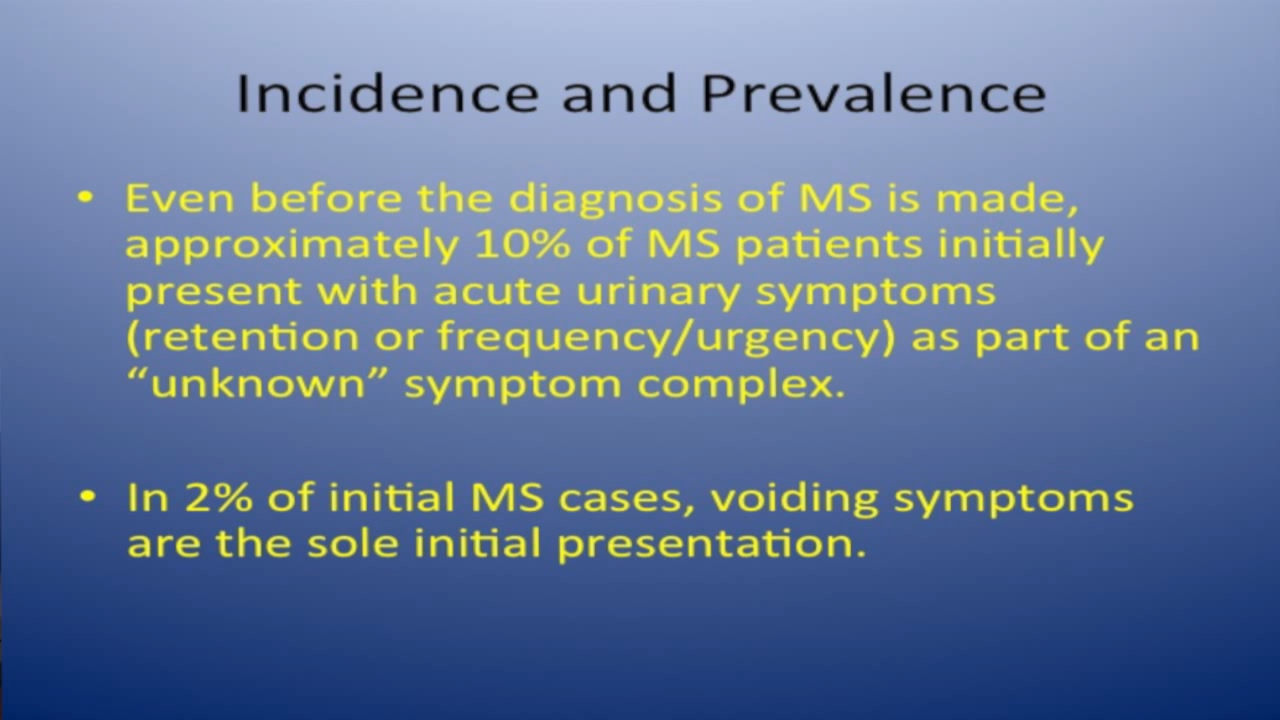 Incidence and Prevalence
• Even before the diagnosis of MS is made,
approximately 10% of MS patients initially
present with acute urinary symptoms
(retention or frequency/urgency) as part of an
“unknown” symptom complex.
• In 2% of initial MS cases, voiding symptoms
are the sole initial presentation.